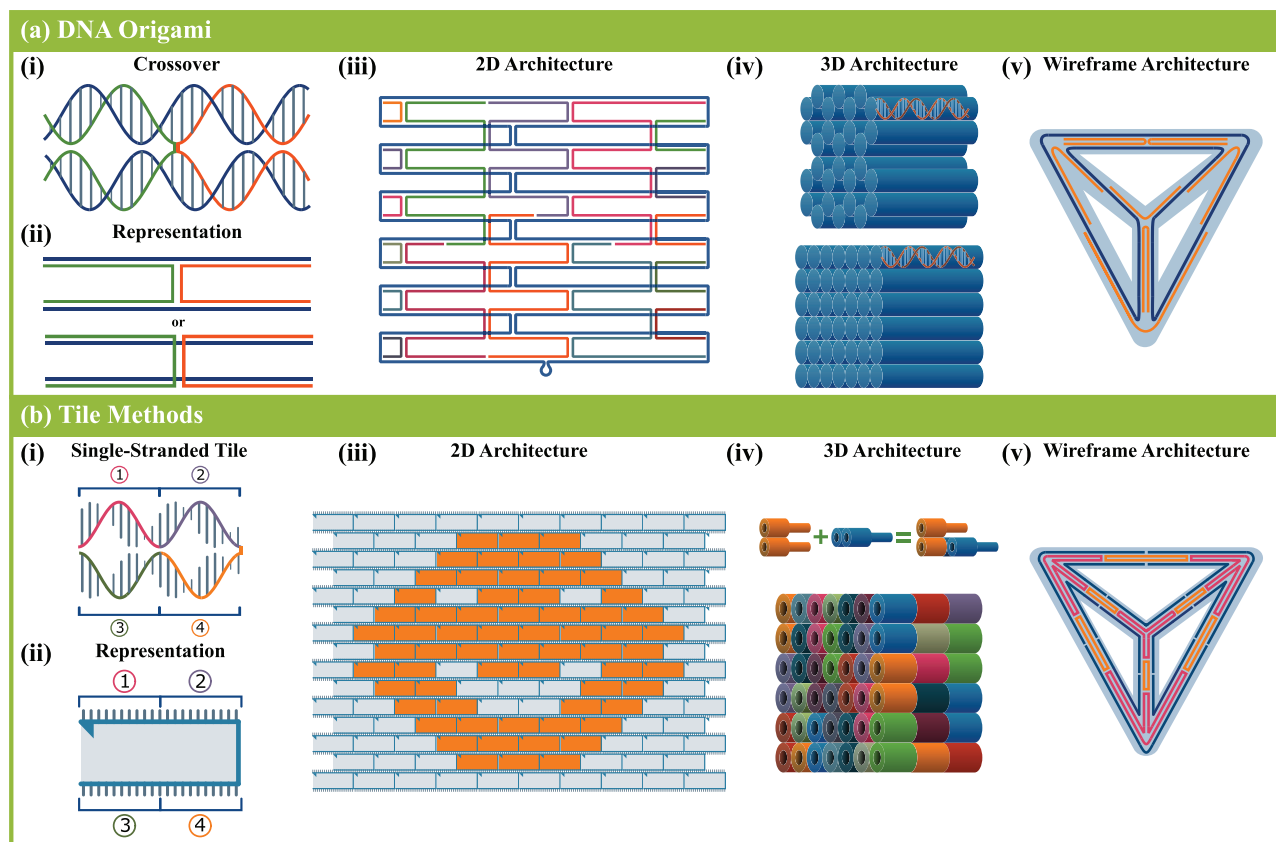 (a) DNA Origami
(i)
Crossover
(ii)
Representation
or
(iii)
2D Architecture
(iv)
3D Architecture
(v)
Wireframe Architecture
(b) Tile Methods
(i)
Single-Stranded Tile
1 2
3 4
(ii)
Representation
1 2
3 4
(iii)
2D Architecture
(iv)
3D Architecture
+ =
(v)
Wireframe Architecture